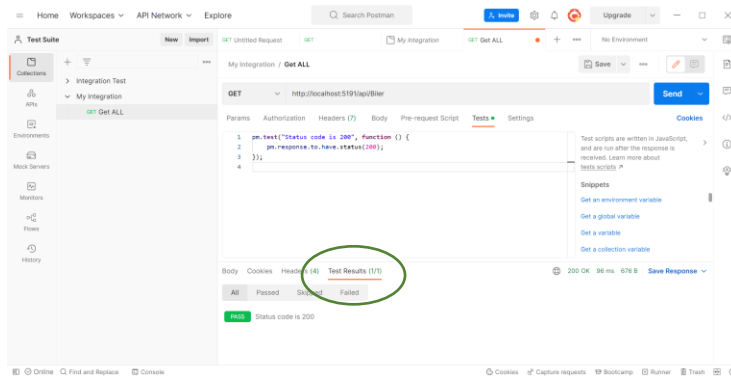 Home Workspaces API Network Explore Search Postman Invite Upgrade
Test Suite New Import GET Untitled Request GET My Integration GET Get ALL No Environment
My Integration / Get ALL Save
Collections
Integration Test
My Integration
GET Get ALL
APIs
Environments
Mock Servers
Monitors
Flows
History
GET http://localhost:5191/api/Biler Send
Params Authorization Headers (7) Body Pre-request Script Tests Settings Cookies
1 pm.test("Status code is 200", function () {
2 pm.response.to.have.status(200);
3 });
4
Test scripts are written in JavaScript,
and are run after the response is
received. Learn more about
tests scripts
Snippets
Get an environment variable
Get a global variable
Get a variable
Get a collection variable
Body Cookies Headers (4) Test Results (1/1) 200 OK 96 ms 676 B Save Response
All Passed Skipped Failed
PASS Status code is 200
Online Find and Replace Console Cookies Capture requests Bootcamp Runner Trash